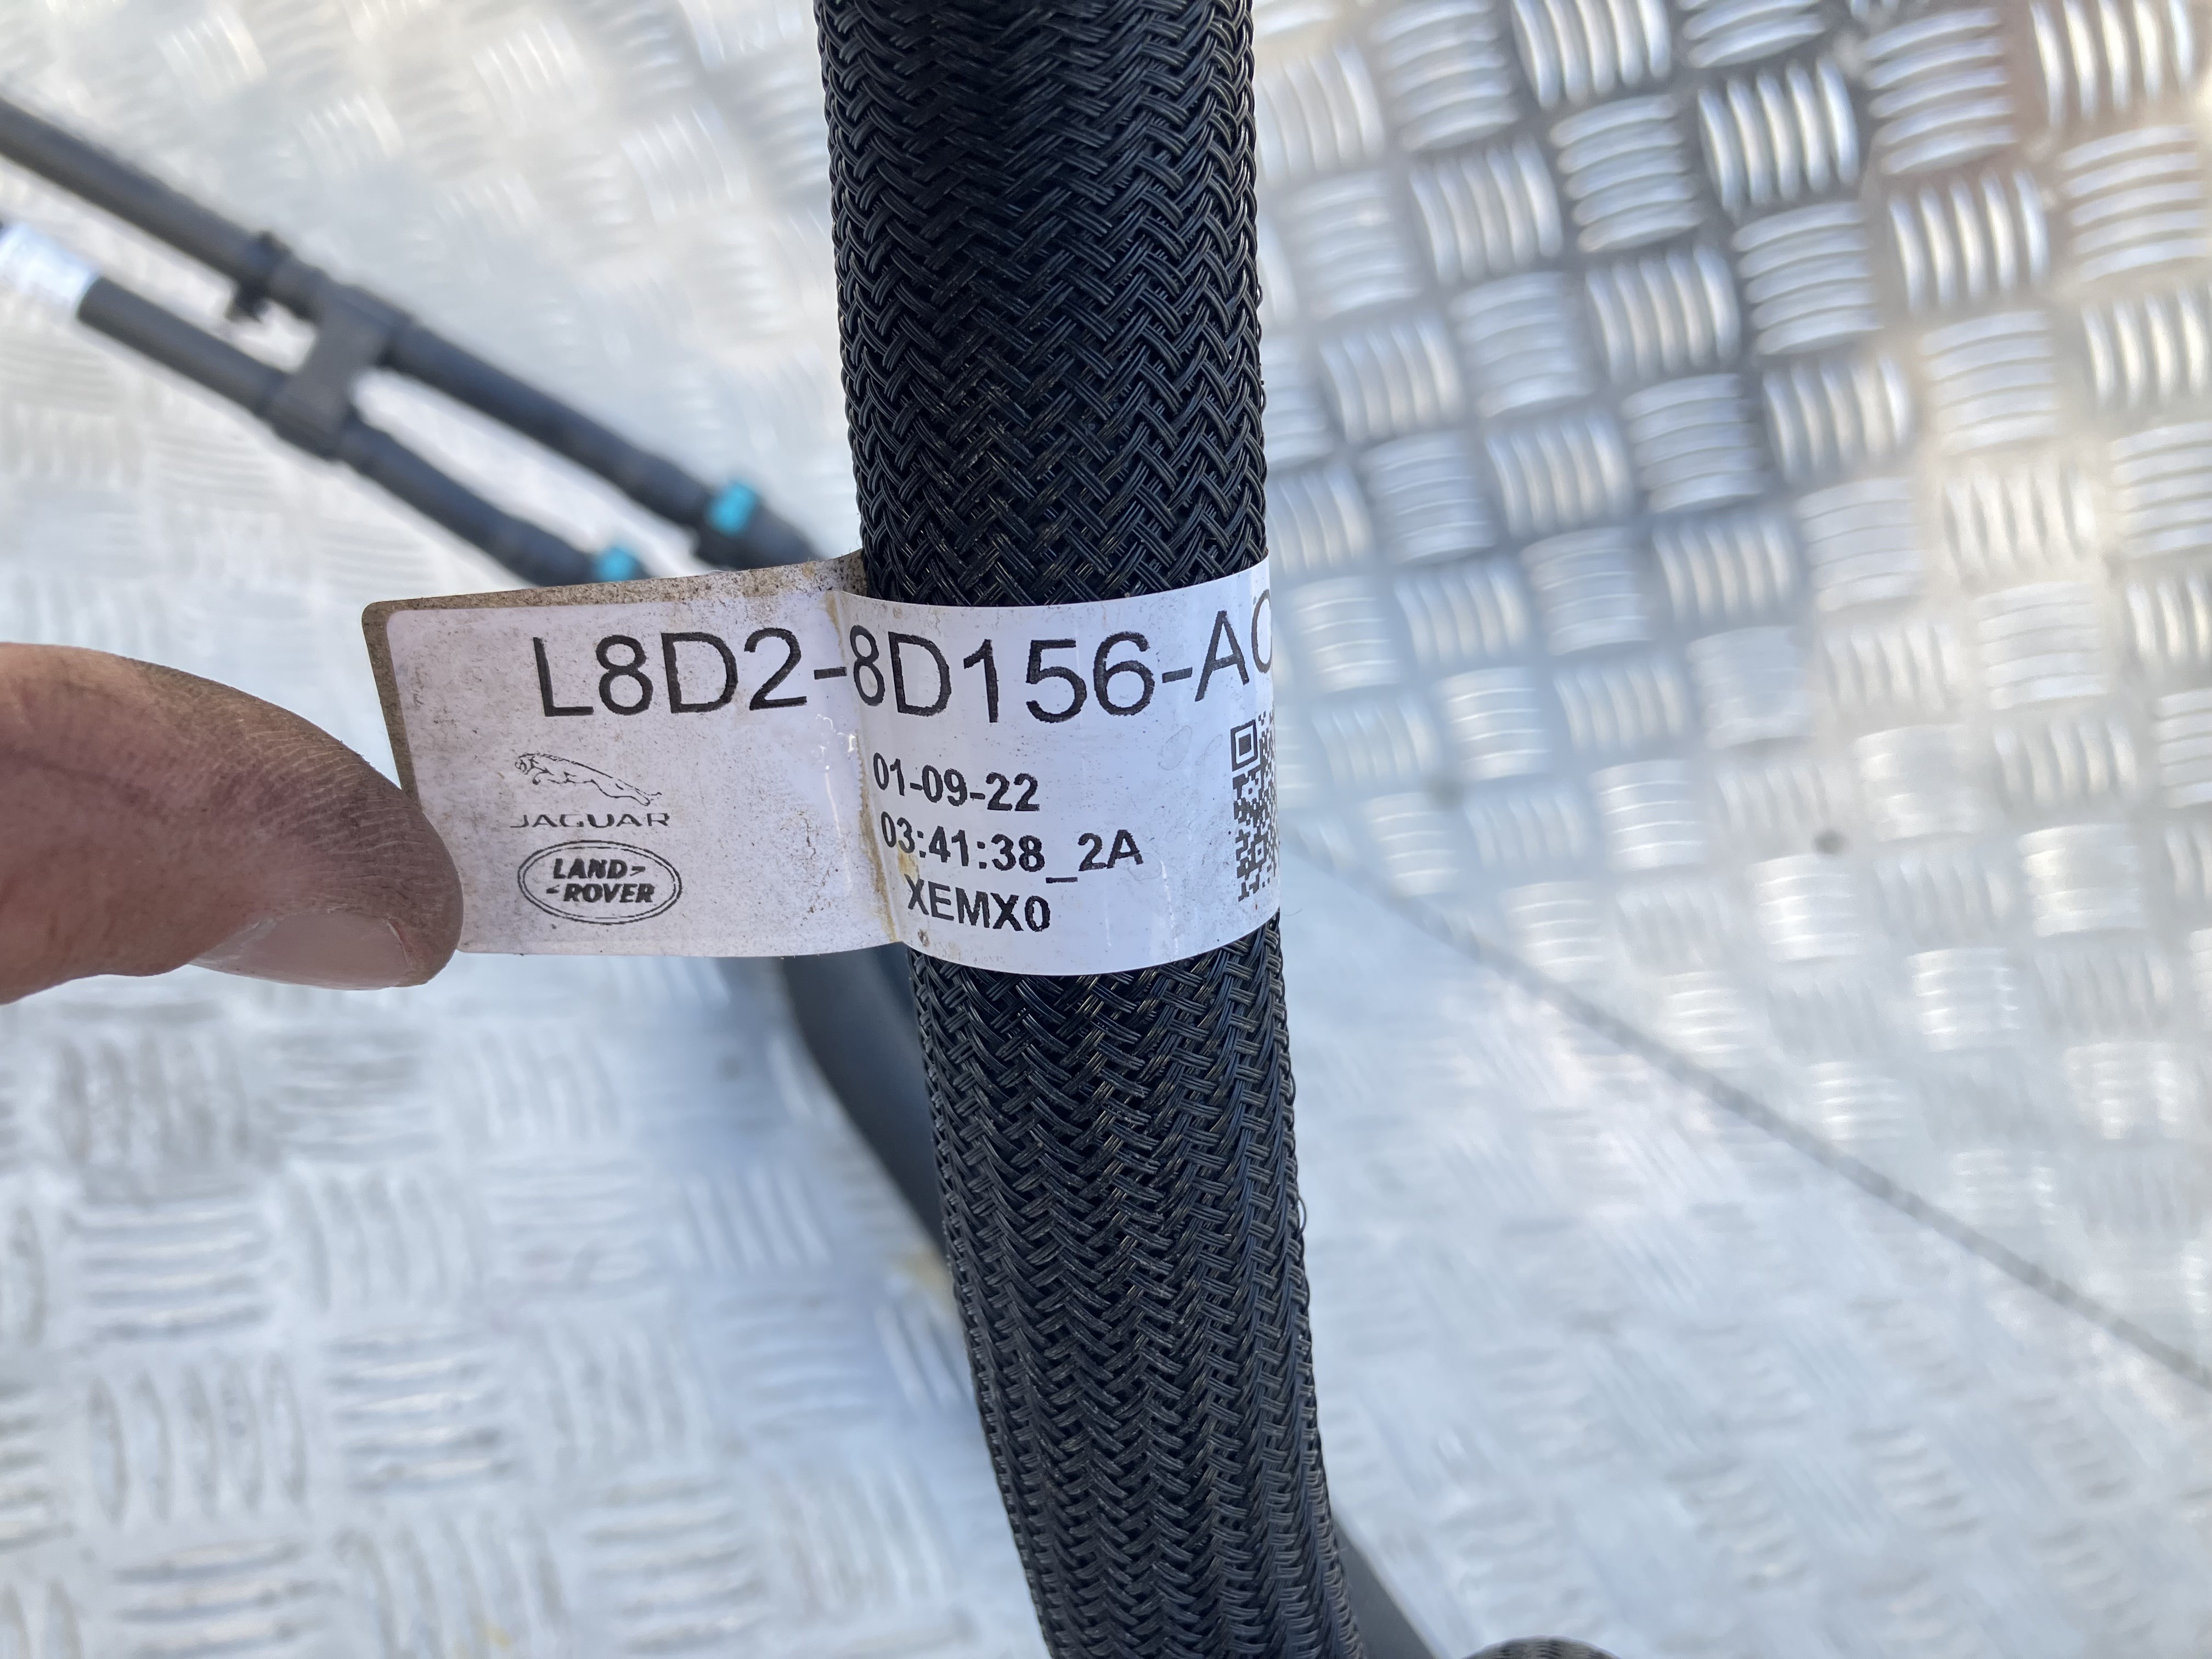 L8D2-8D156-AC
JAGUAR
LAND-
-ROVER
01-09-22
03:41:38_2A
XEMX0